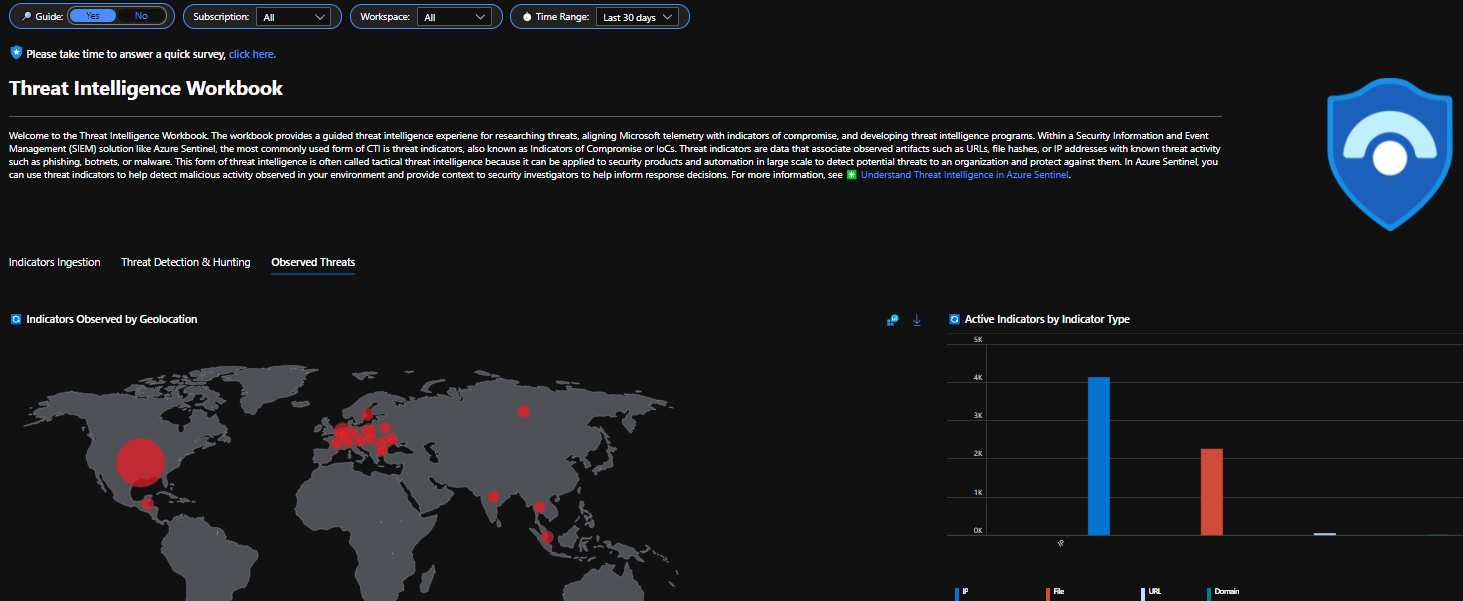 Guide: Yes No Subscription: All Workspace: All Time Range: Last 30 days
Please take time to answer a quick survey, click here.
Threat Intelligence Workbook
Welcome to the Threat Intelligence Workbook. The workbook provides a guided threat intelligence experiene for researching threats, aligning Microsoft telemetry with indicators of compromise, and developing threat intelligence programs. Within a Security Information and Event
Management (SIEM) solution like Azure Sentinel, the most commonly used form of CTI is threat indicators, also known as Indicators of Compromise or IoCs. Threat indicators are data that associate observed artifacts such as URLs, file hashes, or IP addresses with known threat activity
such as phishing, botnets, or malware. This form of threat intelligence is often called tactical threat intelligence because it can be applied to security products and automation in large scale to detect potential threats to an organization and protect against them. In Azure Sentinel, you
can use threat indicators to help detect malicious activity observed in your environment and provide context to security investigators to help inform response decisions. For more information, see Understand Threat Intelligence in Azure Sentinel.
Indicators Ingestion Threat Detection & Hunting Observed Threats
Indicators Observed by Geolocation
Active Indicators by Indicator Type
5K
4K
3K
2K
1K
0K
IP
IP File URL Domain